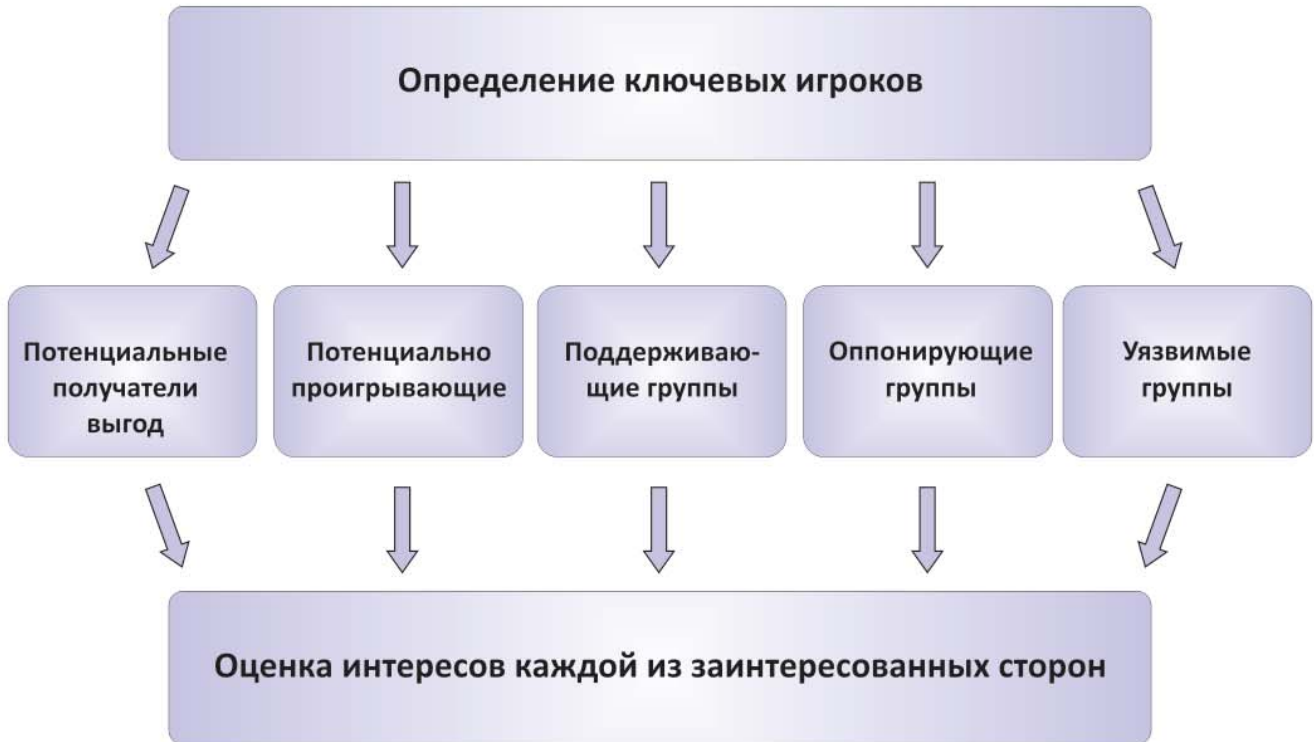 Определение ключевых игроков
Потенциальные
получатели
выгод
Потенциально
проигрывающие
Поддерживаю-
щие группы
Оппонирующие
группы
Уязвимые
группы
Оценка интересов каждой из заинтересованных сторон